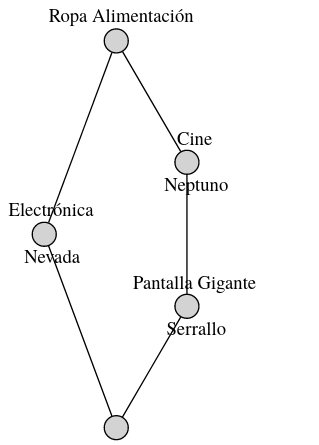 Ropa Alimentación
Cine
Neptuno
Electrónica
Nevada
Pantalla Gigante
Serrallo